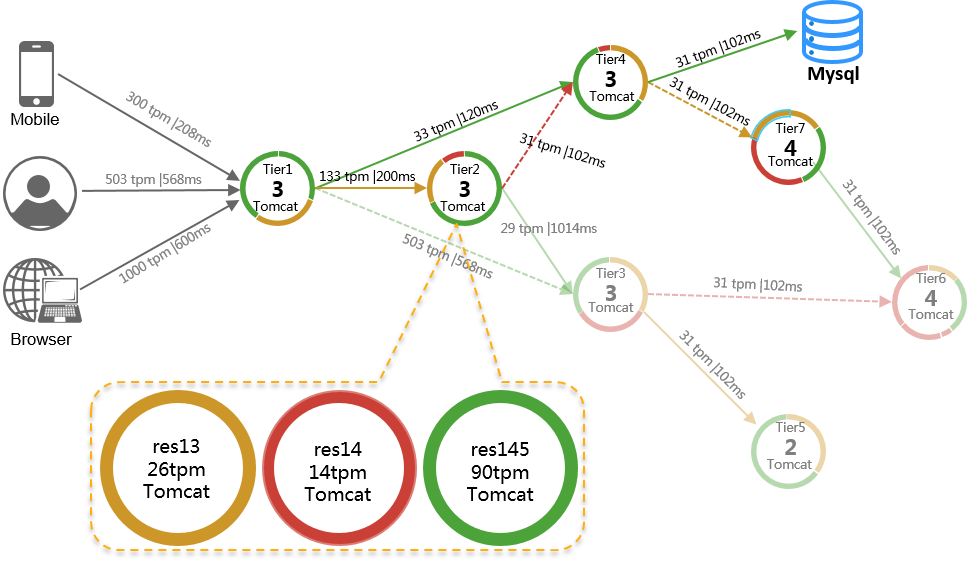 Mobile
Browser
300 tpm |208ms
503 tpm |568ms
1000 tpm |600ms
Tier1
3
Tomcat
33 tpm |120ms
133 tpm |200ms
503 tpm |568ms
Tier2
3
Tomcat
31 tpm |102ms
29 tpm |1014ms
Tier4
3
Tomcat
31 tpm |102ms
31 tpm |102ms
Mysql
Tier7
4
Tomcat
31 tpm |102ms
Tier3
3
Tomcat
31 tpm |102ms
31 tpm |102ms
Tier6
4
Tomcat
Tier5
2
Tomcat
res13
26tpm
Tomcat
res14
14tpm
Tomcat
res145
90tpm
Tomcat